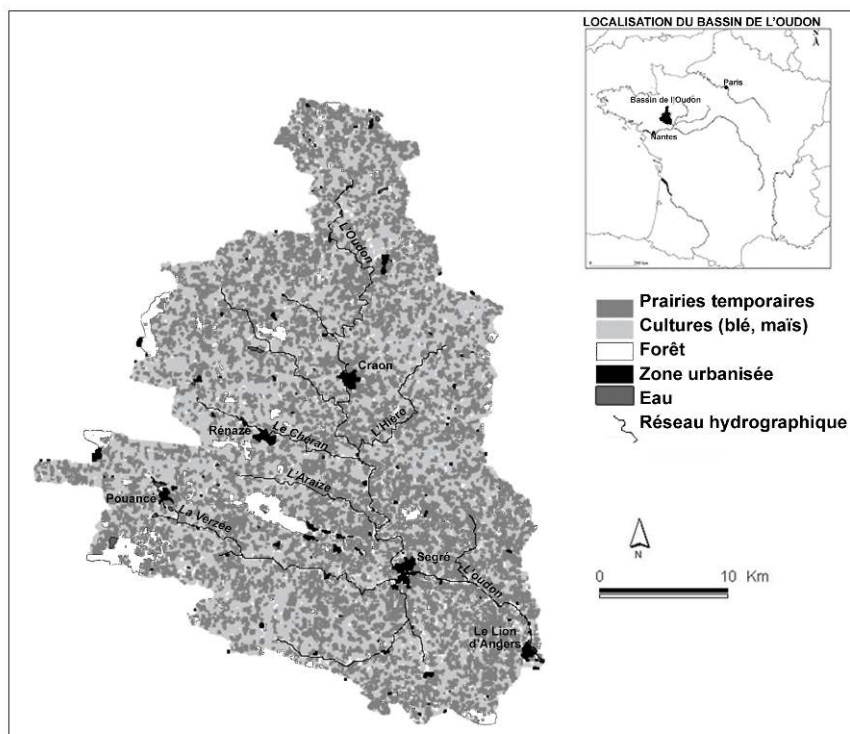 LOCALISATION DU BASSIN DE L'OUDON
N
Paris
Bassin de l'Oudon
Nantes
Prairies temporaires
Cultures (blé, maïs)
Forêt
Zone urbanisée
Eau
Réseau hydrographique
L'Oudon
Craon
L'Hière
Rénazé
Le Chéran
L'Araize
Pouancé
La Verzée
Segré
L'oudon
Le Lion
d'Angers
N
0 10 Km